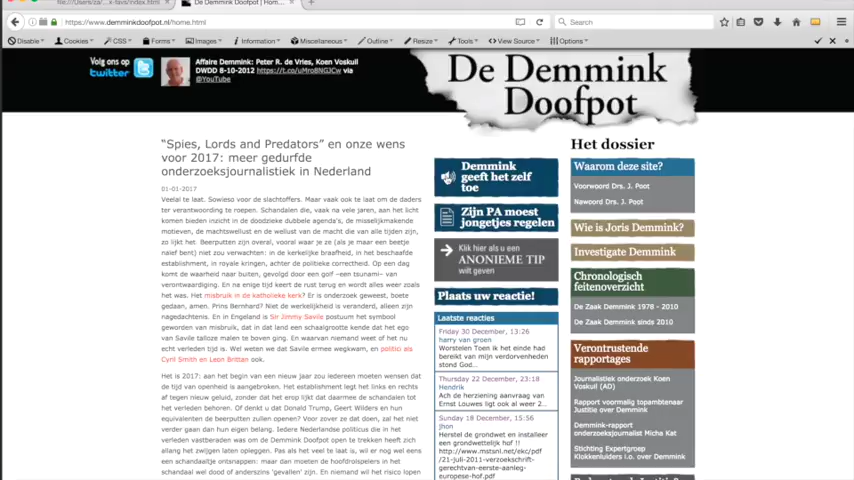 file:///Users/za/...x-favs/index.html
De Demmink Doofpot | Hom...
https://www.demminkdoofpot.nl/home.html
Search
Disable
Cookies
CSS
Forms
Images
Information
Miscellaneous
Outline
Resize
Tools
View Source
Options
Volg ons op
twitter
Affaire Demmink: Peter R. de Vries, Koen Voskuil
DWDD 8-10-2012 https://t.co/uMroBNGJCw via
@YouTube
De Demmink
Doofpot
“Spies, Lords and Predators” en onze wens
voor 2017: meer gedurfde
onderzoeksjournalistiek in Nederland
01-01-2017
Veelal te laat. Sowieso voor de slachtoffers. Maar vaak ook te laat om de daders
ter verantwoording te roepen. Schandalen die, vaak na vele jaren, aan het licht
komen bieden inzicht in de doodzieke dubbele agenda’s, de misselijkmakende
motieven, de machtswellust en de welust van de macht die van alle tijden zijn,
zo lijkt het. Beerputten zijn overal, vooral waar je ze (als je maar een beetje
naïef bent) niet zou verwachten: in de kerkelijke braafheid, in het beschaafde
establishment, in royale kringen, achter de politieke correctheid. Op een dag
komt de waarheid naar buiten, gevolgd door een golf –een tsunami– van
verontwaardiging. En na enige tijd keert de rust terug en wordt alles weer zoals
het was. Het misbruik in de katholieke kerk? Er is onderzoek geweest, boete
gedaan, amen. Prins Bernhard? Niet de werkelijkheid is veranderd, alleen zijn
nagedachtenis. En in Engeland is Sir Jimmy Savile postuum het symbool
geworden van misbruik, dat in dat land een schaalgrootte kende dat het ego
van Savile talloze malen te boven ging. En waarvan niemand weet of het nu
echt verleden tijd is. Wel weten we dat Savile ermee wegkwam, en politici als
Cyril Smith en Leon Brittan ook.
Het is 2017: aan het begin van een nieuw jaar zou iedereen moeten wensen dat
de tijd van openheid is aangebroken. Het establishment legt het links en rechts
af tegen nieuw geluid, zonder dat het erop lijkt dat daarmee de schandalen tot
het verleden behoren. Of denkt u dat Donald Trump, Geert Wilders en hun
equivalente de beerputten zullen openen? Voor zover ze dat doen, zal het niet
verder gaan dan hun eigen belang. Iedere Nederlandse politicus die in het
verleden vastberaden was om de Demmink Doofpot open te trekken heeft zich
allang het zwijgen laten opleggen. Pas als het veel te laat is, wil er nog wel eens
een schandaaltje ontsnappen: maar dan moeten de hoofdrolspelers in het
schandaal wel dood of anderszins ‘gevallen’ zijn. En niemand wil het risico lopen
Demmink
geeft het zelf
toe
Zijn PA moest
jongetjes regelen
Klik hier als u een
ANONIEME TIP
wilt geven
Plaats uw reactie!
Laatste reacties
Friday 30 December, 13:26
harry van groen
Worstelen Toen ik het einde had
bereikt van mijn verdorvenheden
stond God...
Thursday 22 December, 23:18
Hendrik
Ach de herziening aanvraag van
Ernst Louwes ligt ook al weer 2...
Sunday 18 December, 15:56
jhon
Herstel de grondwet en installeer
een grondwettelijk hof !!
http://www.mstsnl.net/ekc/pdf
/21-juli-2011-verzoekschrift-
gerechtvan-eerste-aanleg-
europese-hof.pdf
Het dossier
Waarom deze site?
Voorwoord Drs. J. Poot
Nawoord Drs. J. Poot
Wie is Joris Demmink?
Investigate Demmink
Chronologisch
feitenoverzicht
De Zaak Demmink 1978 - 2010
De Zaak Demmink sinds 2010
Verontrustende
rapportages
Journalistiek onderzoek Koen
Voskuil (AD)
Rapport voormalig topambtenaar
Justitie over Demmink
Demmink-rapport
onderzoeksjournalist Micha Kat
Stichting Expertgroep
Klokkenluiders i.o. over Demmink